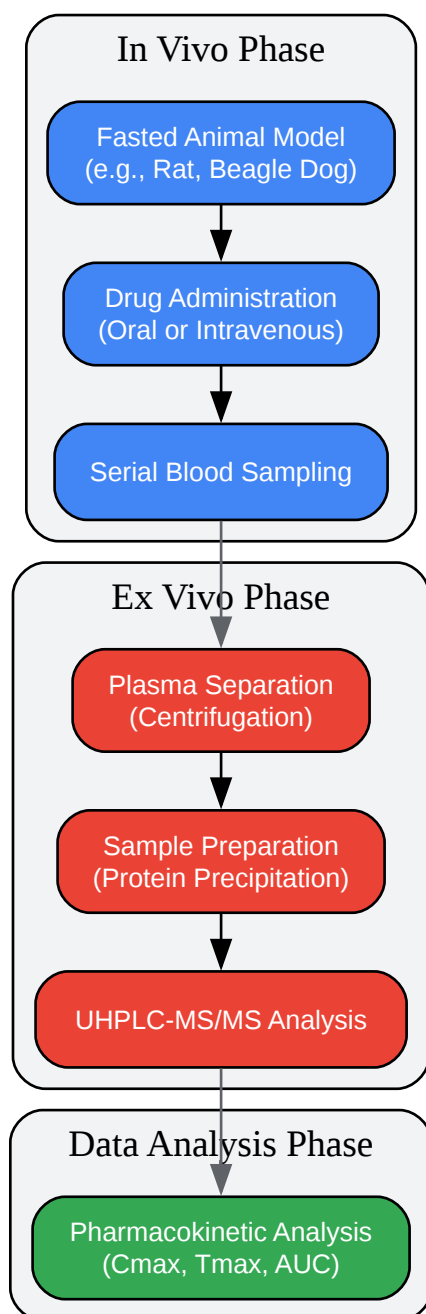 In Vivo Phase
Fasted Animal Model
(e.g., Rat, Beagle Dog)
Drug Administration
(Oral or Intravenous)
Serial Blood Sampling
Ex Vivo Phase
Plasma Separation
(Centrifugation)
Sample Preparation
(Protein Precipitation)
UHPLC-MS/MS Analysis
Data Analysis Phase
Pharmacokinetic Analysis
(Cmax, Tmax, AUC)